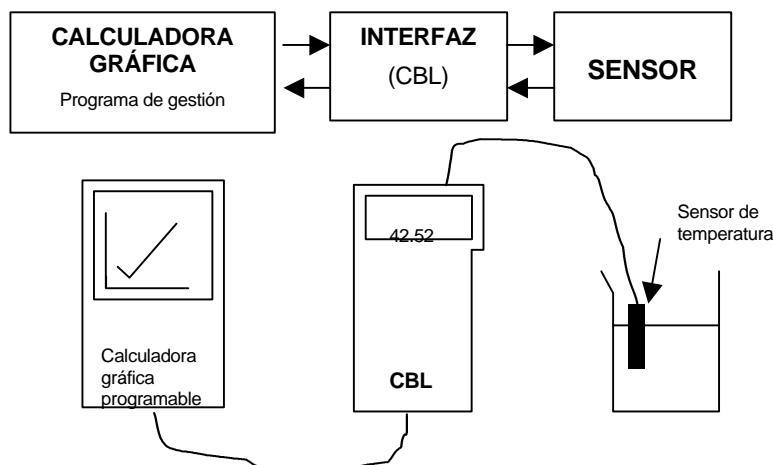 CALCULADORA
GRÁFICA
Programa de gestión
INTERFAZ
(CBL)
SENSOR
42.52
Sensor de
temperatura
Calculadora
gráfica
programable
CBL